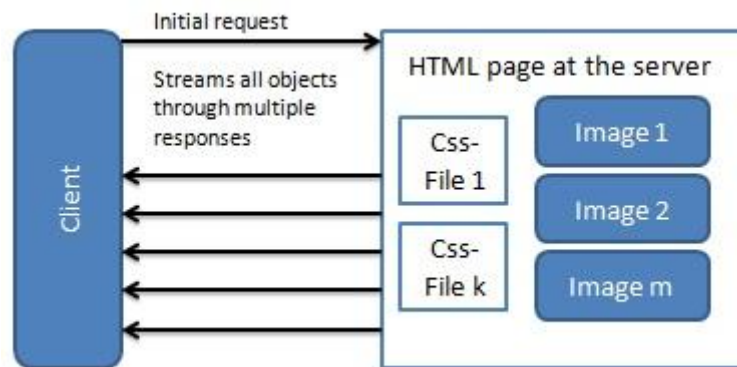 Initial request
Streams all objects
through multiple
responses
Client
HTML page at the server
Css-
File 1
Css-
File k
Image 1
Image 2
Image m